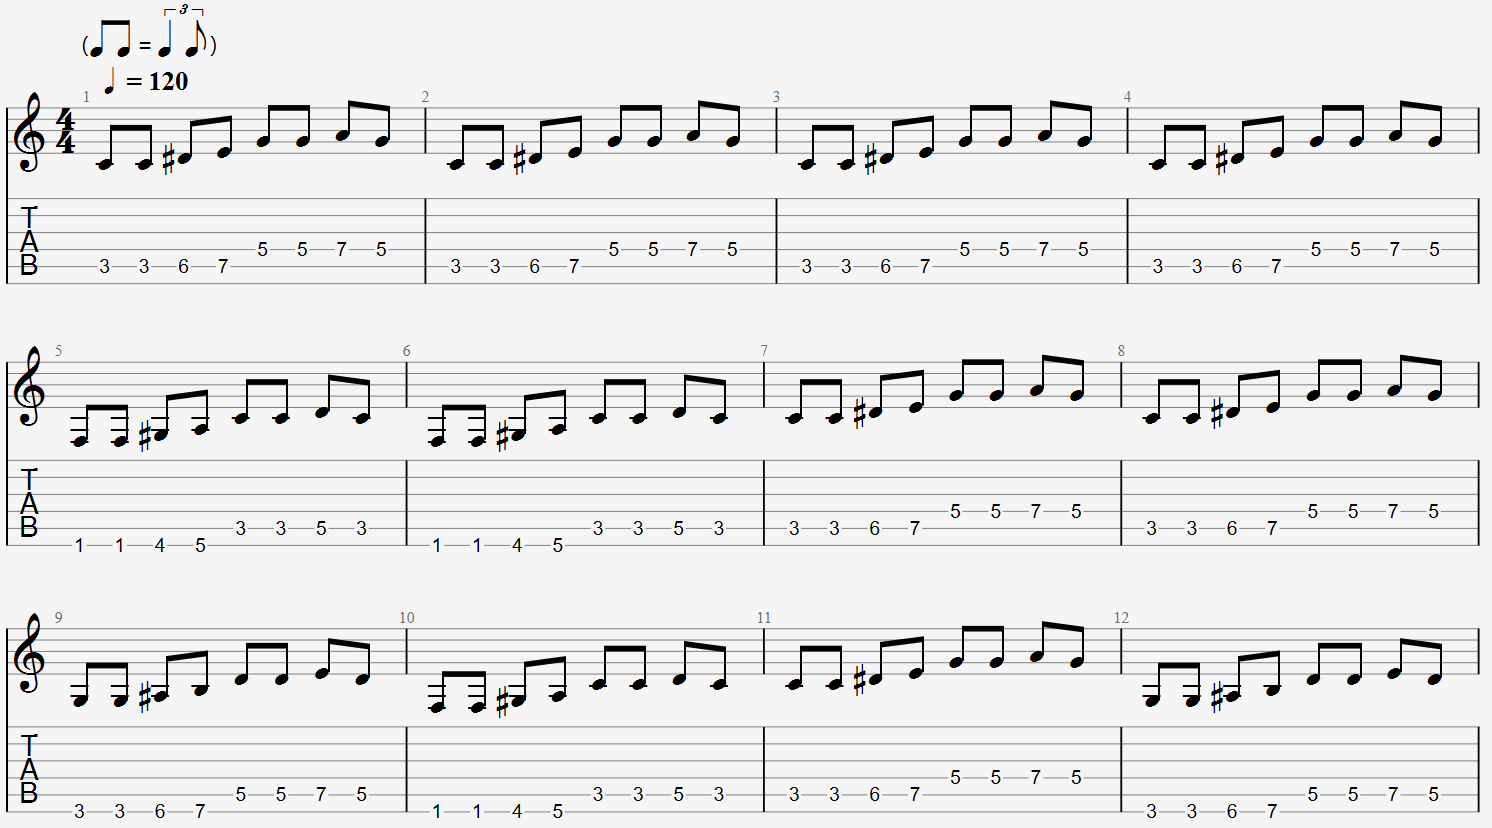 3
( = )
= 120
1 2 3 4
4
4
T
A 5 5 7 5 5 5 7 5 5 5 7 5 5 5 7 5
B 3 3 6 7 3 3 6 7 3 3 6 7 3 3 6 7
5 6 7 8
T
A 5 5 7 5 5 5 7 5
B 3 3 5 3 3 3 5 3 3 3 6 7 3 3 6 7
1 1 4 5 1 1 4 5
9 10 11 12
T
A 5 5 7 5
B 5 5 7 5 3 3 5 3 3 3 6 7 5 5 7 5
3 3 6 7 1 1 4 5 3 3 6 7